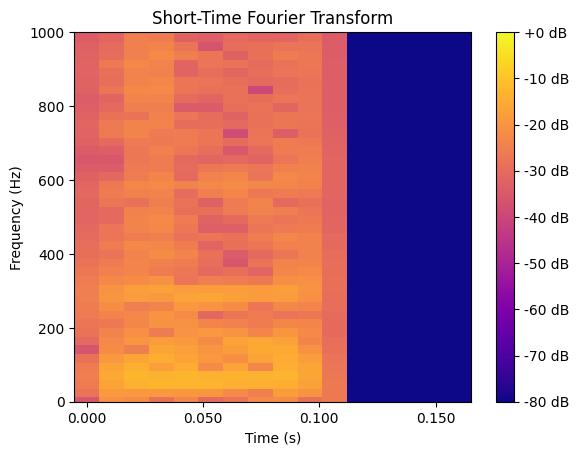 Short-Time Fourier Transform
1000
800
600
400
200
0
Frequency (Hz)
0.000
0.050
0.100
0.150
Time (s)
+0 dB
-10 dB
-20 dB
-30 dB
-40 dB
-50 dB
-60 dB
-70 dB
-80 dB